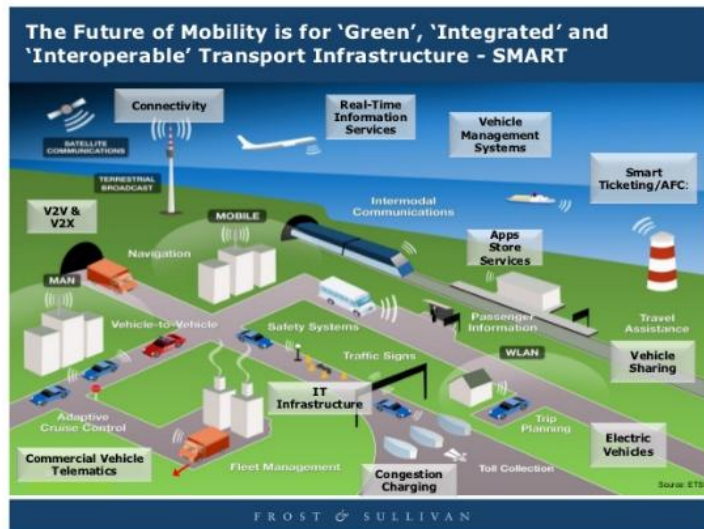 The Future of Mobility is for ‘Green’, ‘Integrated’ and
‘Interoperable’ Transport Infrastructure - SMART
Connectivity
Real-Time
Information
Services
Vehicle
Management
Systems
Smart
Ticketing/AFC:
SATELLITE
COMMUNICATIONS
TERRESTRIAL
BROADCAST
V2V &
V2X
MOBILE
Intermodal
Communications
Navigation
Apps
Store
Services
MAN
Vehicle-to-Vehicle
Safety Systems
Passenger
Information
Travel
Assistance
Traffic Signs
WLAN
Vehicle
Sharing
IT
Infrastructure
Adaptive
Cruise Control
Trip
Planning
Electric
Vehicles
Commercial Vehicle
Telematics
Fleet Management
Congestion
Charging
Toll Collection
Source: ETSI
FROST & SULLIVAN